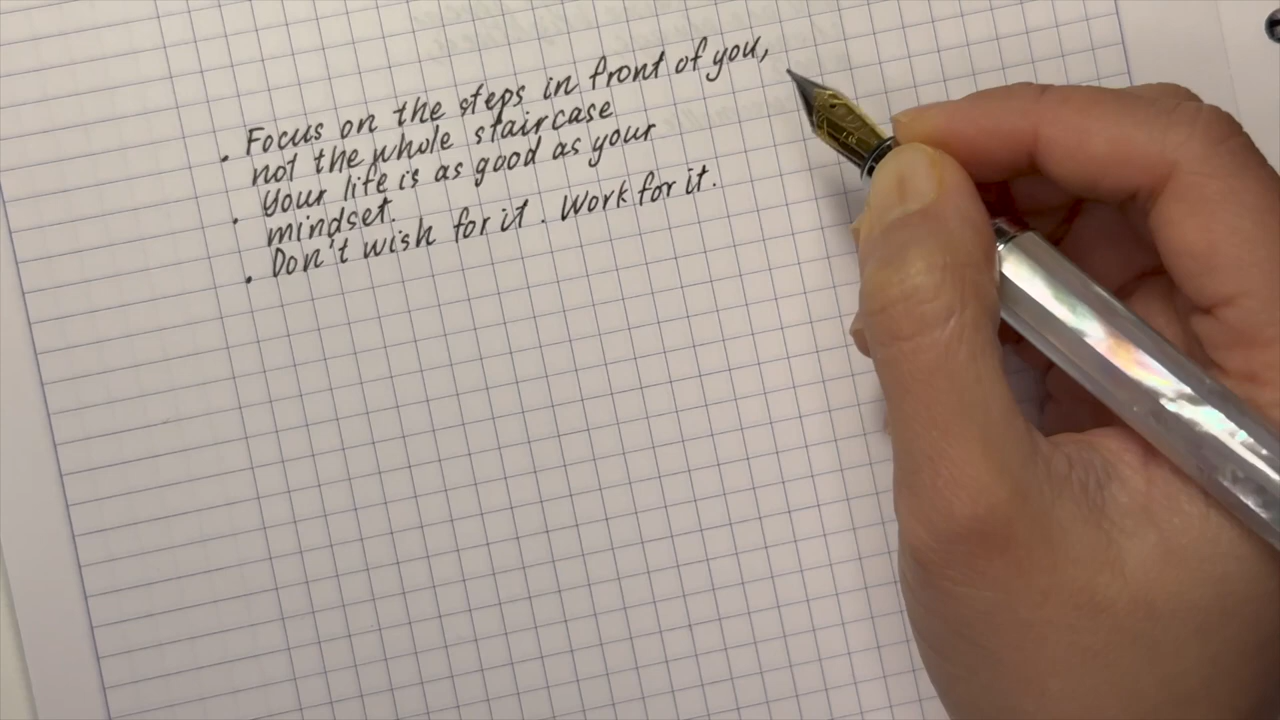 . Focus on the steps in front of you,
not the whole staircase
. Your life is as good as your
mindset.
. Don't wish for it. Work for it.